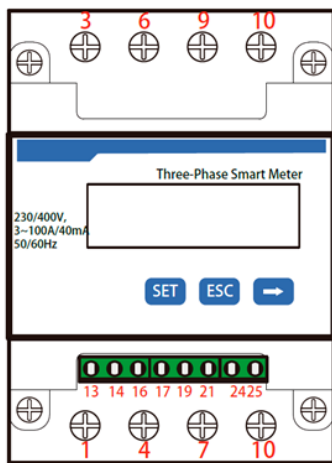 3 6 9 10
Three-Phase Smart Meter
230/400V,
3~100A/40mA
50/60Hz
SET ESC
13 14 16 17 19 21 24 25
1 4 7 10